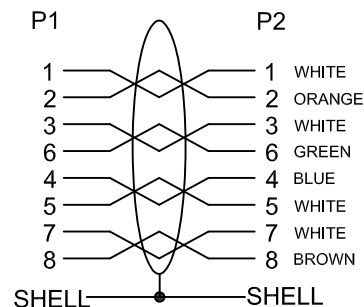 P1 P2
1 1 WHITE
2 2 ORANGE
3 3 WHITE
6 6 GREEN
4 4 BLUE
5 5 WHITE
7 7 WHITE
8 8 BROWN
SHELL SHELL